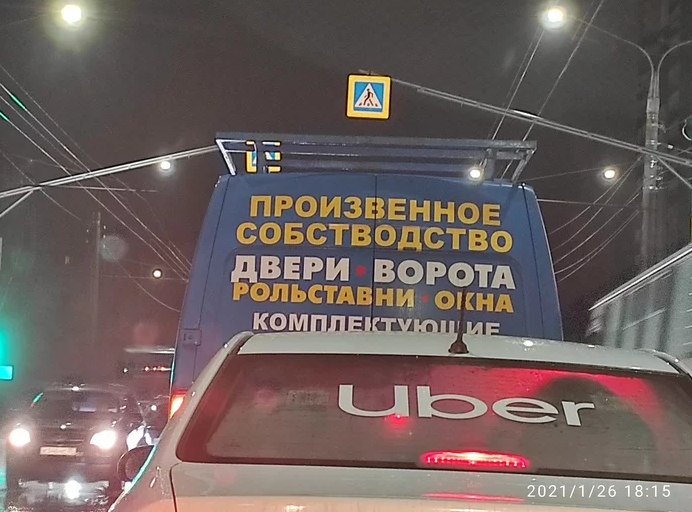 ПРОИЗВЕННОЕ
СОБСТВОДСТВО
ДВЕРИ • ВОРОТА
РОЛЬСТАВНИ • ОКНА
КОМПЛЕКТУЮЩИЕ
Uber
2021/1/26 18:15